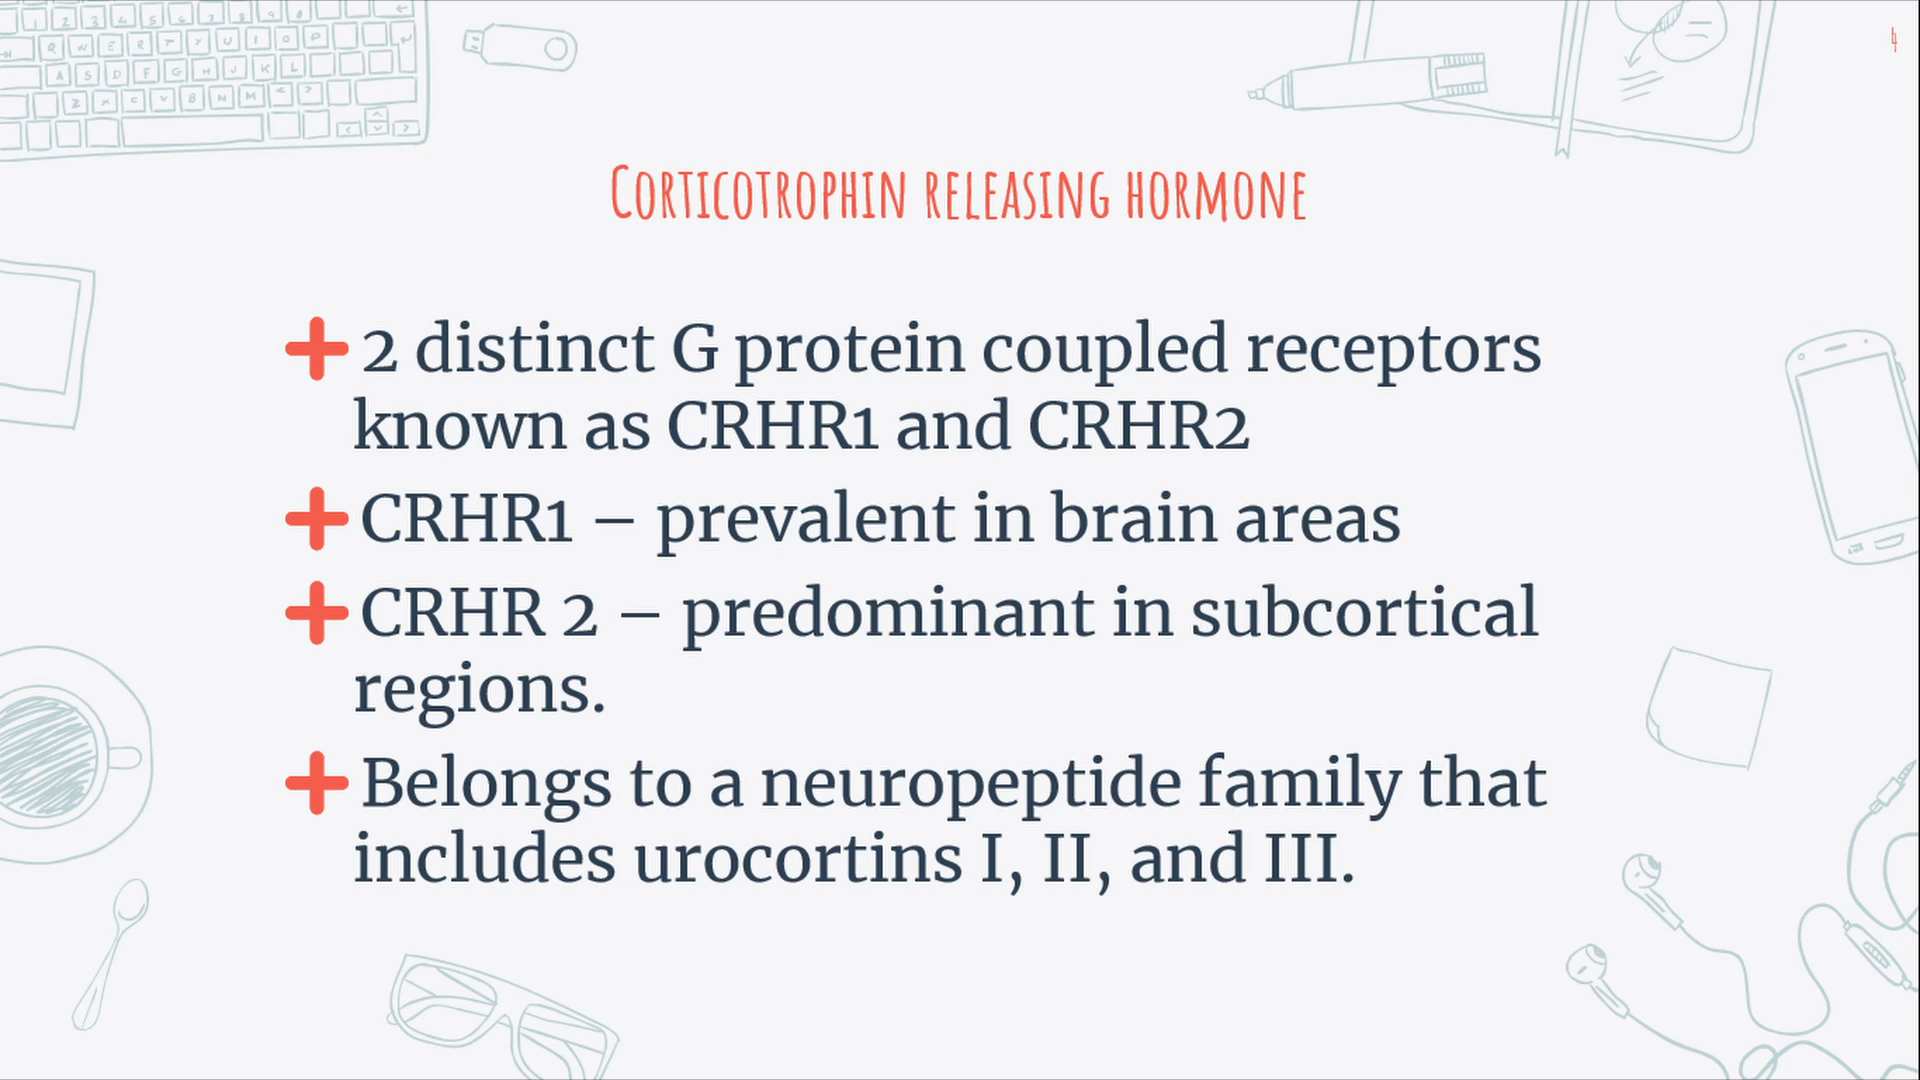 4
Corticotrophin releasing hormone
2 distinct G protein coupled receptors
known as CRHR1 and CRHR2
CRHR1 – prevalent in brain areas
CRHR 2 – predominant in subcortical
regions.
Belongs to a neuropeptide family that
includes urocortins I, II, and III.